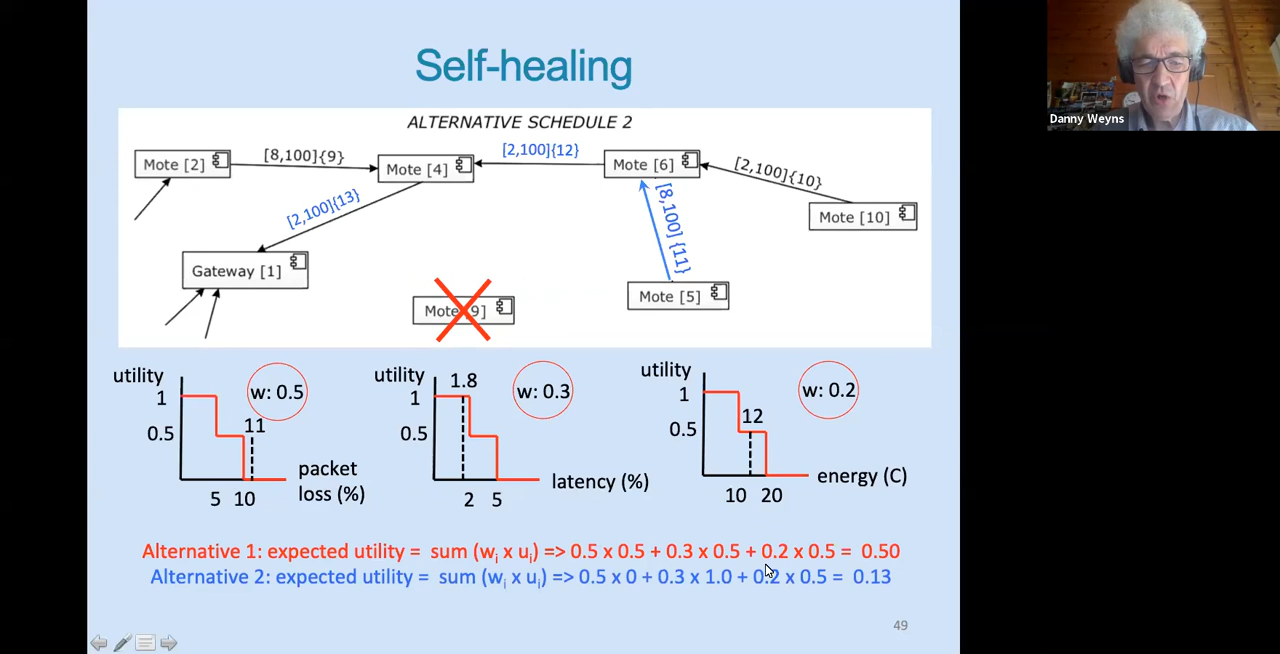 Self-healing
Danny Weyns
ALTERNATIVE SCHEDULE 2
Mote [2]
[8,100]{9}
Mote [4]
[2,100]{12}
Mote [6]
[2,100]{10}
Mote [10]
[2,100]{13}
[8,100] {11}
Gateway [1]
Mote [9]
Mote [5]
utility
1
0.5
w: 0.5
11
5 10
packet
loss (%)
utility
1
0.5
1.8
w: 0.3
2 5
latency (%)
utility
1
0.5
12
w: 0.2
10 20
energy (C)
Alternative 1: expected utility = sum (wi x ui) => 0.5 x 0.5 + 0.3 x 0.5 + 0.2 x 0.5 = 0.50
Alternative 2: expected utility = sum (wi x ui) => 0.5 x 0 + 0.3 x 1.0 + 0.2 x 0.5 = 0.13
49